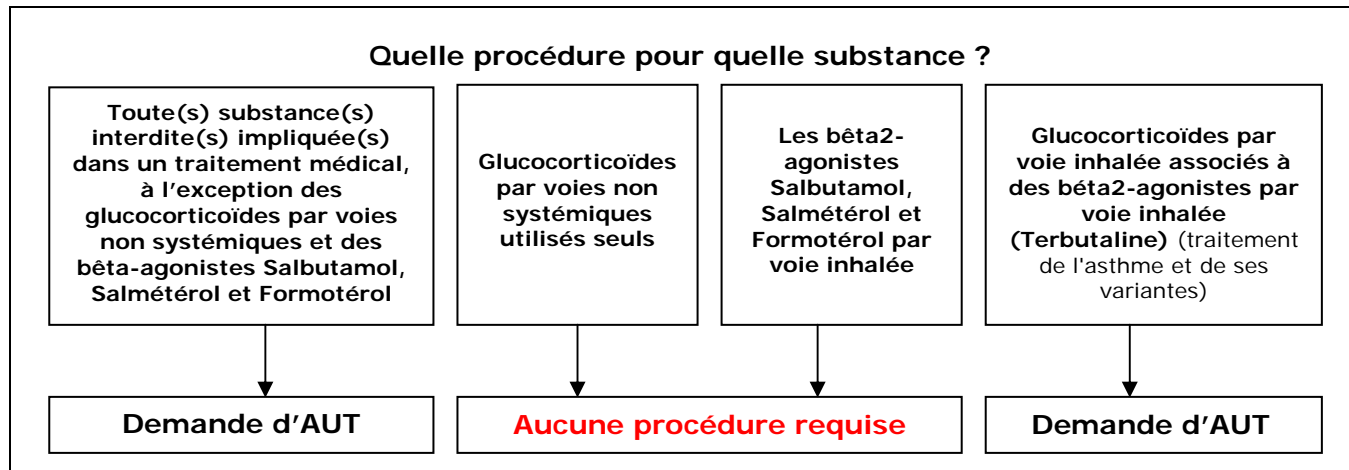 Quelle procédure pour quelle substance ?
Toute(s) substance(s)
interdite(s) impliquée(s)
dans un traitement médical,
à l'exception des
glucocorticoïdes par voies
non systémiques et des
bêta-agonistes Salbutamol,
Salmétérol et Formotérol
Glucocorticoïdes
par voies non
systémiques
utilisés seuls
Les bêta2-
agonistes
Salbutamol,
Salmétérol et
Formotérol par
voie inhalée
Glucocorticoïdes par
voie inhalée associés à
des béta2-agonistes par
voie inhalée
(Terbutaline) (traitement
de l'asthme et de ses
variantes)
Demande d'AUT
Aucune procédure requise
Demande d'AUT